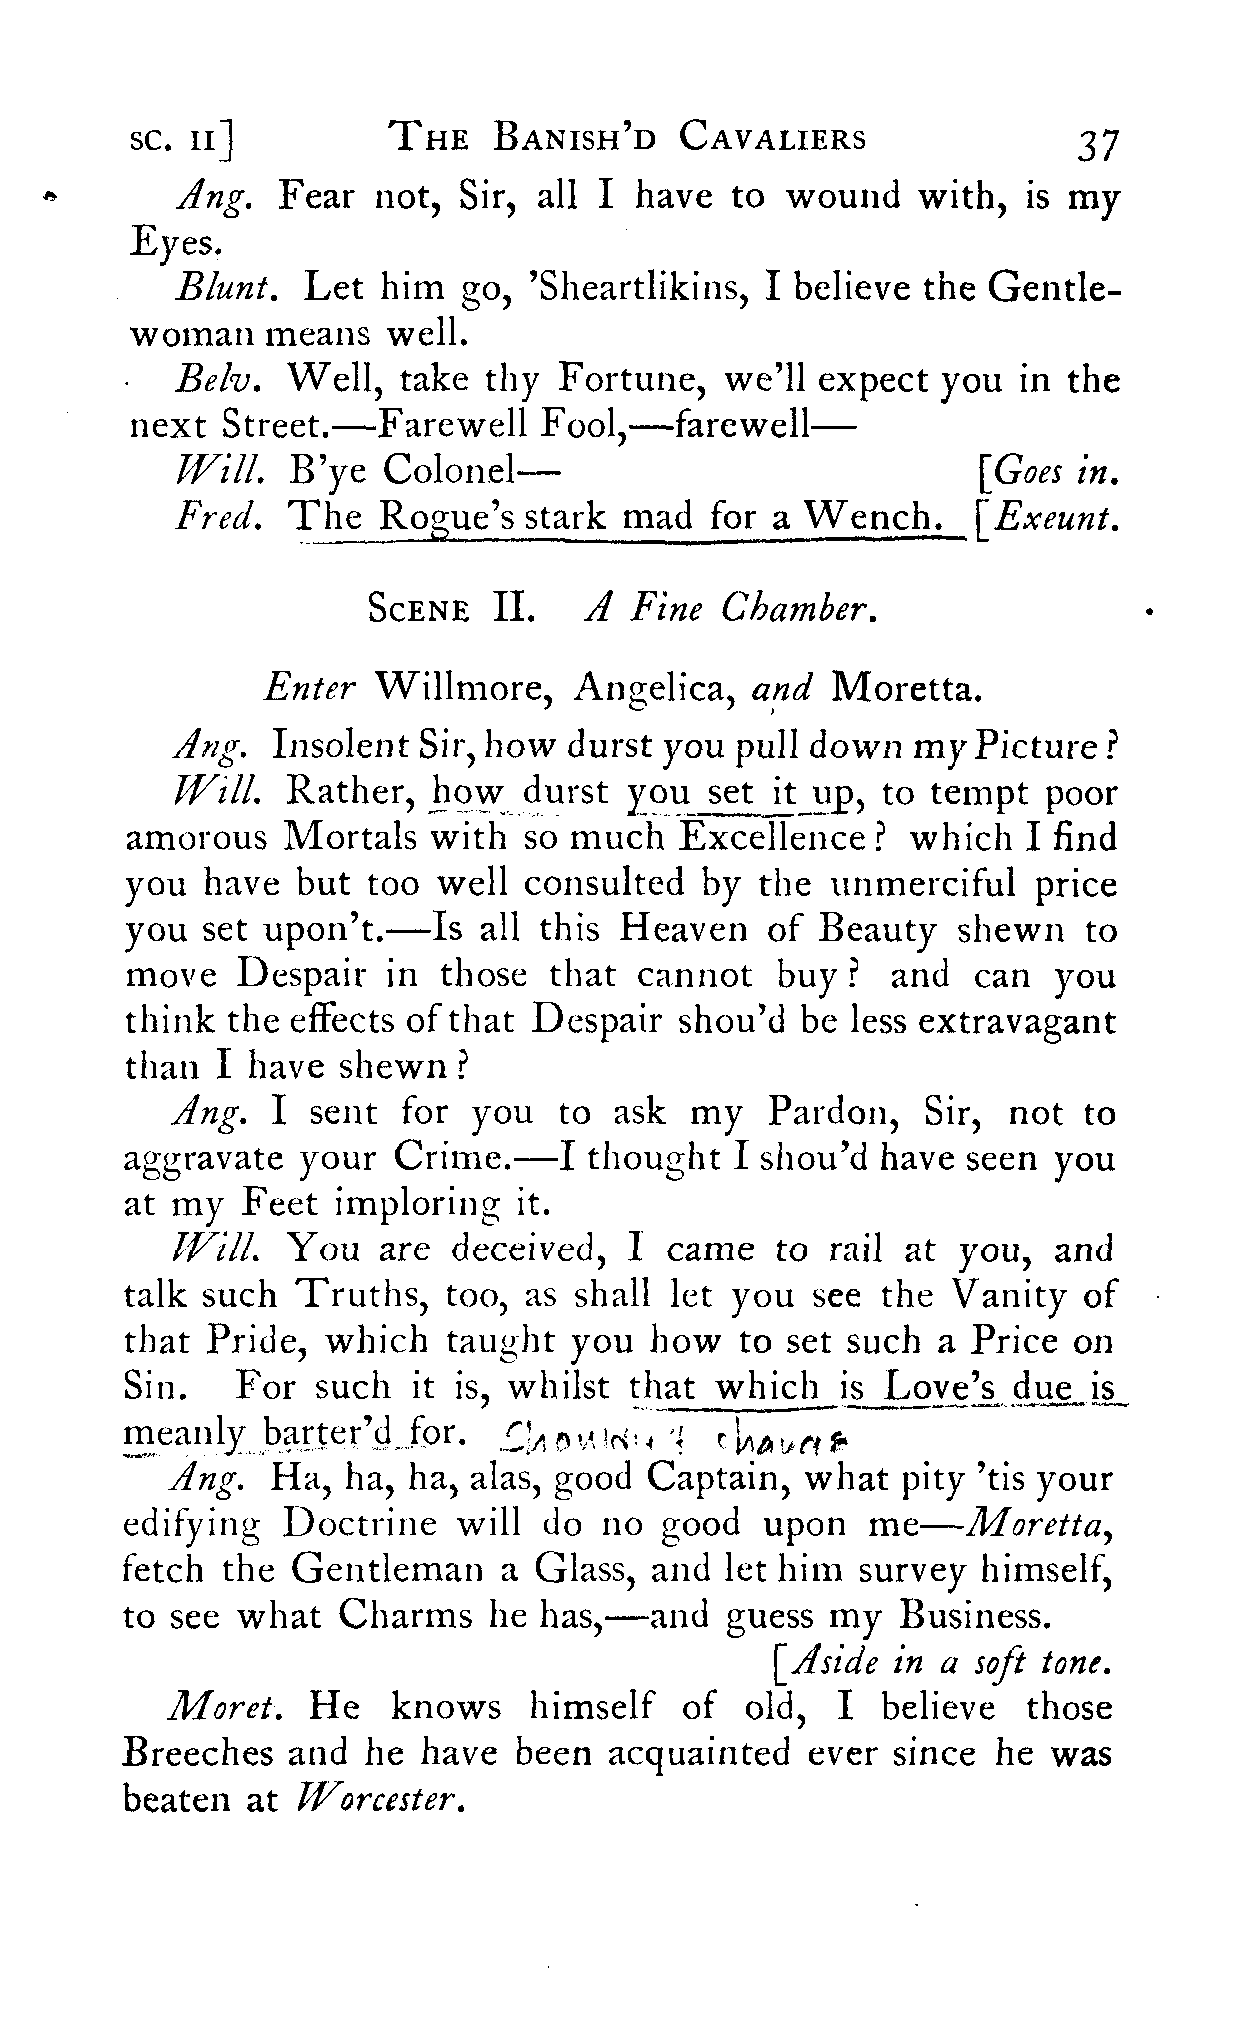 SC. II] THE BANISH'D CAVALIERS 37
Ang. Fear not, Sir, all I have to wound with, is my
Eyes.
Blunt. Let him go, 'Sheartlikins, I believe the Gentle-
woman means well.
Belv. Well, take thy Fortune, we'll expect you in the
next Street.—Farewell Fool,—farewell—
Will. B'ye Colonel— [Goes in.
Fred. The Rogue's stark mad for a Wench. [Exeunt.
SCENE II. A Fine Chamber.
Enter Willmore, Angelica, and Moretta.
Ang. Insolent Sir, how durst you pull down my Picture?
Will. Rather, how durst you set it up, to tempt poor
amorous Mortals with so much Excellence? which I find
you have but too well consulted by the unmerciful price
you set upon't.—Is all this Heaven of Beauty shewn to
move Despair in those that cannot buy? and can you
think the effects of that Despair shou'd be less extravagant
than I have shewn?
Ang. I sent for you to ask my Pardon, Sir, not to
aggravate your Crime.—I thought I shou'd have seen you
at my Feet imploring it.
Will. You are deceived, I came to rail at you, and
talk such Truths, too, as shall let you see the Vanity of
that Pride, which taught you how to set such a Price on
Sin. For such it is, whilst that which is Love's due is
meanly barter'd for.
Ang. Ha, ha, ha, alas, good Captain, what pity 'tis your
edifying Doctrine will do no good upon me—Moretta,
fetch the Gentleman a Glass, and let him survey himself,
to see what Charms he has,—and guess my Business.
[Aside in a soft tone.
Moret. He knows himself of old, I believe those
Breeches and he have been acquainted ever since he was
beaten at Worcester.